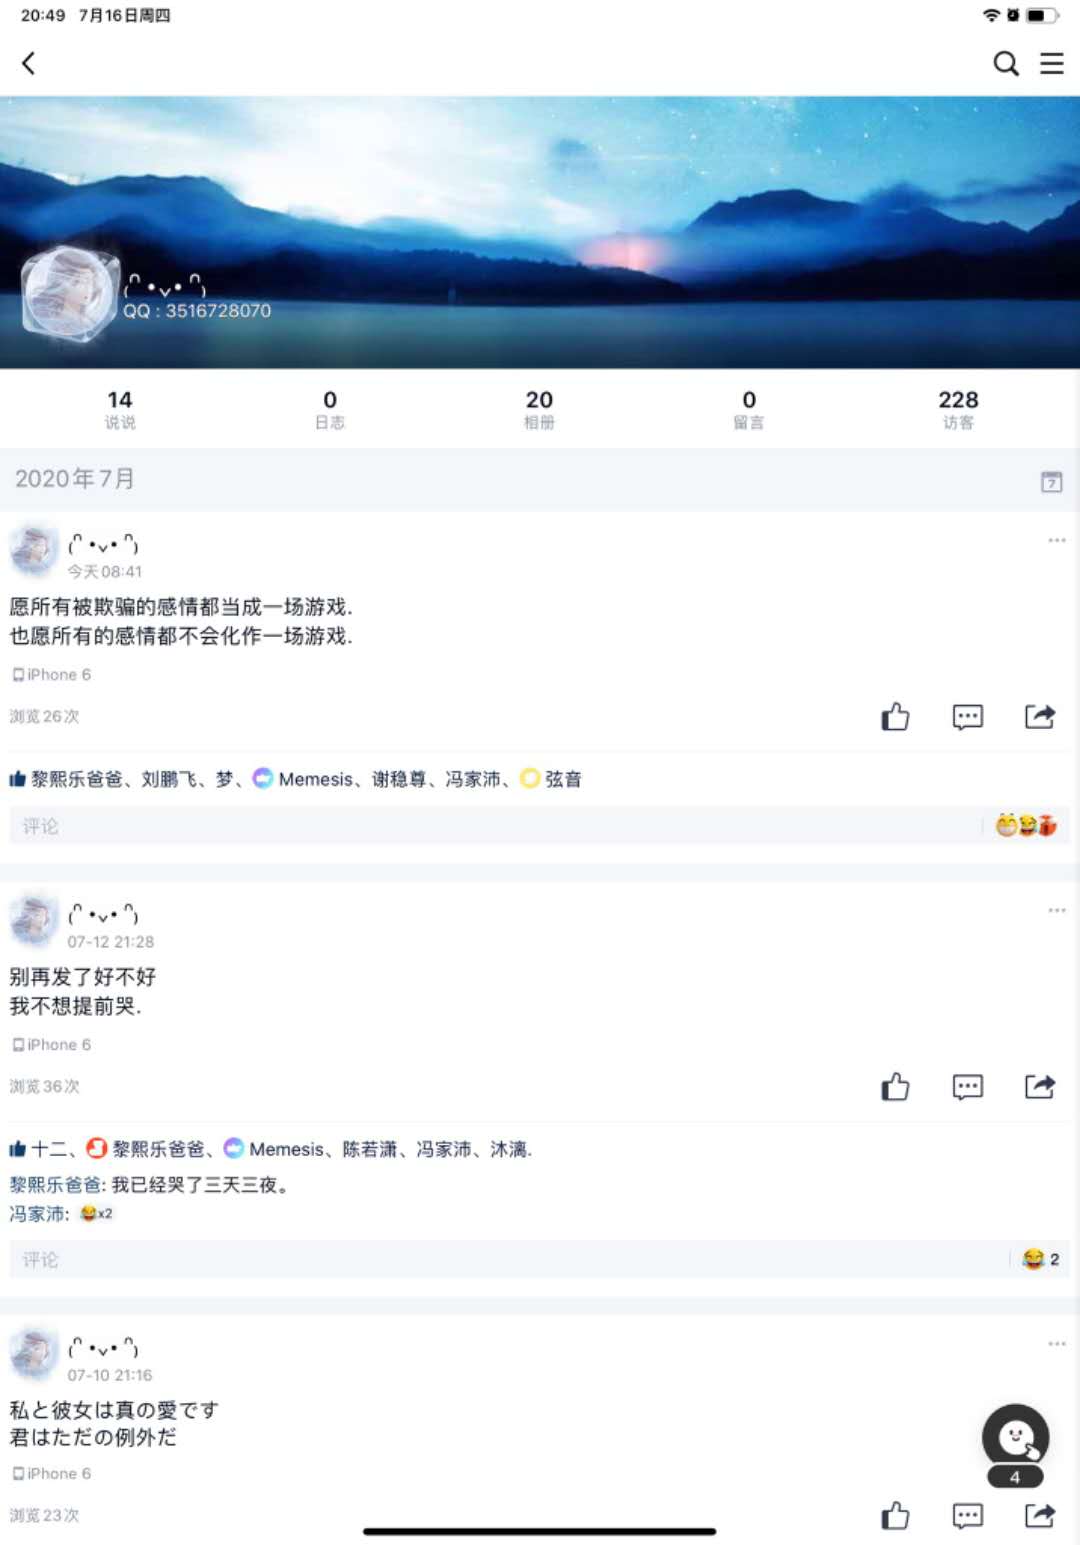 20:49 7月16日周四
(ᐢ •ᵥ• ᐢ)
QQ : 3516728070
14 0 20 0 228
说说 日志 相册 留言 访客
2020年7月
7
(ᐢ •ᵥ• ᐢ)
今天08:41
愿所有被欺骗的感情都当成一场游戏.
也愿所有的感情都不会化作一场游戏.
iPhone 6
浏览26次
黎熙乐爸爸、刘鹏飞、梦、Memesis、谢稳尊、冯家沛、弦音
评论
(ᐢ •ᵥ• ᐢ)
07-12 21:28
别再发了好不好
我不想提前哭.
iPhone 6
浏览36次
十二、黎熙乐爸爸、Memesis、陈若潇、冯家沛、沐漓.
黎熙乐爸爸: 我已经哭了三天三夜。
冯家沛: 😂x2
评论 😂 2
(ᐢ •ᵥ• ᐢ)
07-10 21:16
私と彼女は真の愛です
君はただの例外だ
iPhone 6
4
浏览23次